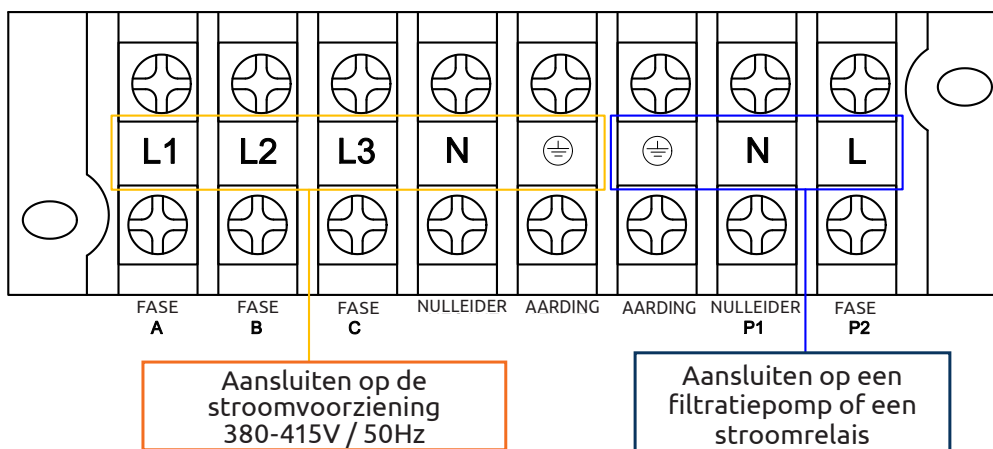 L1 L2 L3 N N L
FASE FASE FASE NULLEIDER AARDING AARDING NULLEIDER FASE
A B C P1 P2
Aansluiten op de
stroomvoorziening
380-415V / 50Hz
Aansluiten op een
filtratiepomp of een
stroomrelais